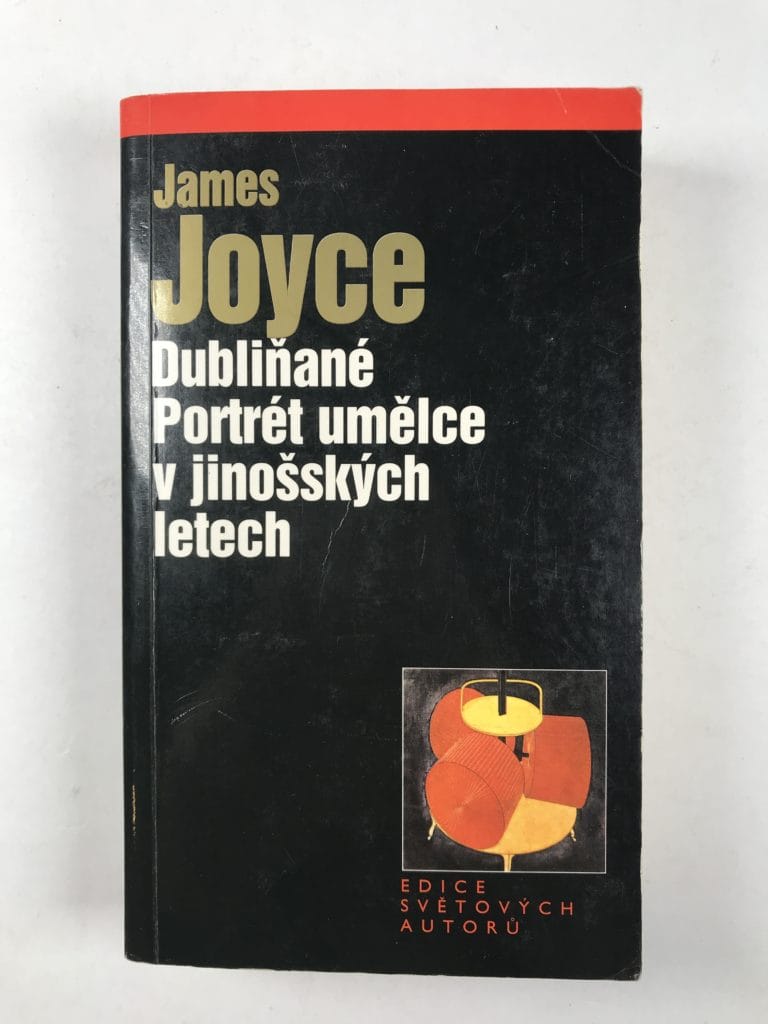 James
Joyce
Dubliňané
Portrét umělce
v jinošských
letech
EDICE
SVĚTOVÝCH
AUTORŮ